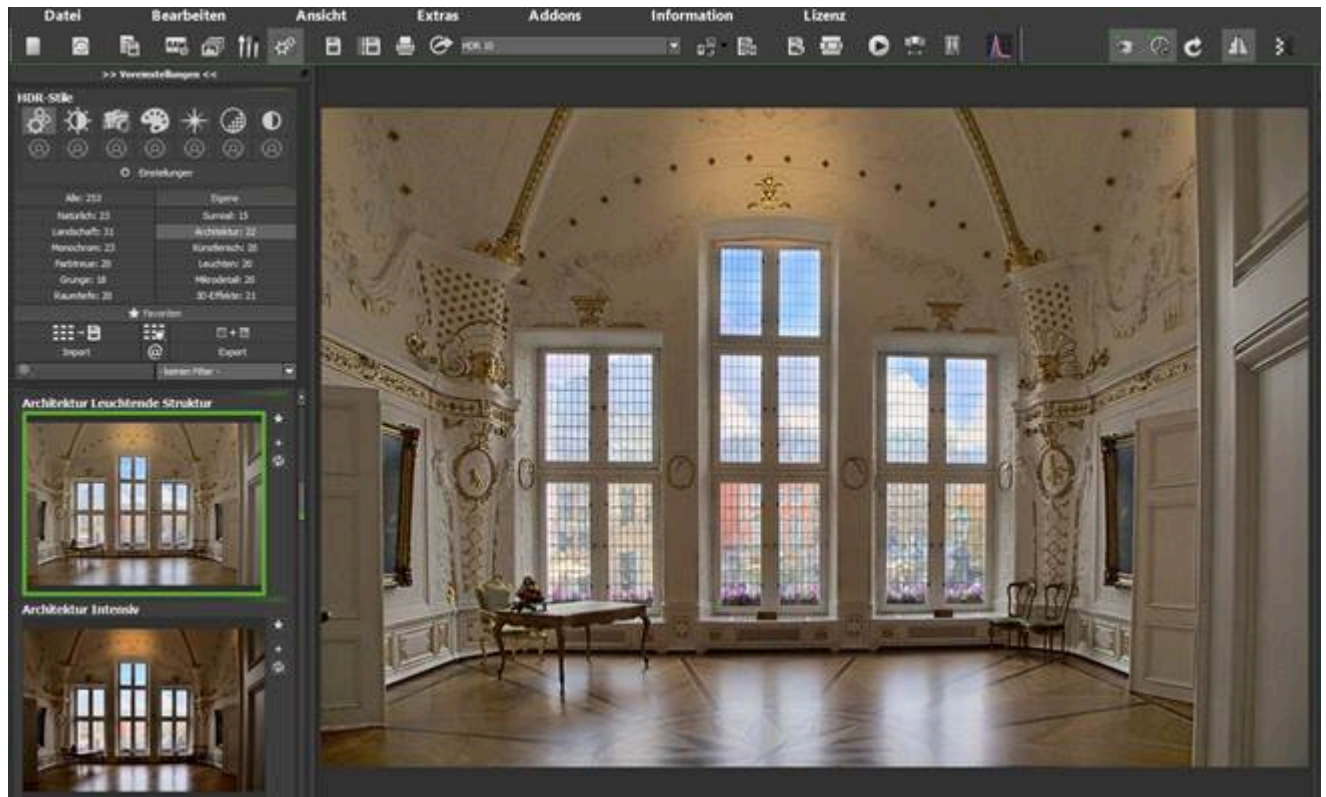 Datei Bearbeiten Ansicht Extras Addons Information Lizenz
HDR 10
>> Voreinstellungen <<
HDR-Stile
Einstellungen
Alle: 253 Eigene
Natürlich: 23 Surreal: 15
Landschaft: 31 Architektur: 22
Monochrom: 23 Künstlerisch: 20
Farbtreue: 20 Leuchten: 20
Grunge: 18 Mikrodetail: 20
Raumtiefe: 20 3D-Effekte: 21
★ Favoriten
Import @ Export
- keinen Filter -
Architektur Leuchtende Struktur
Architektur Intensiv